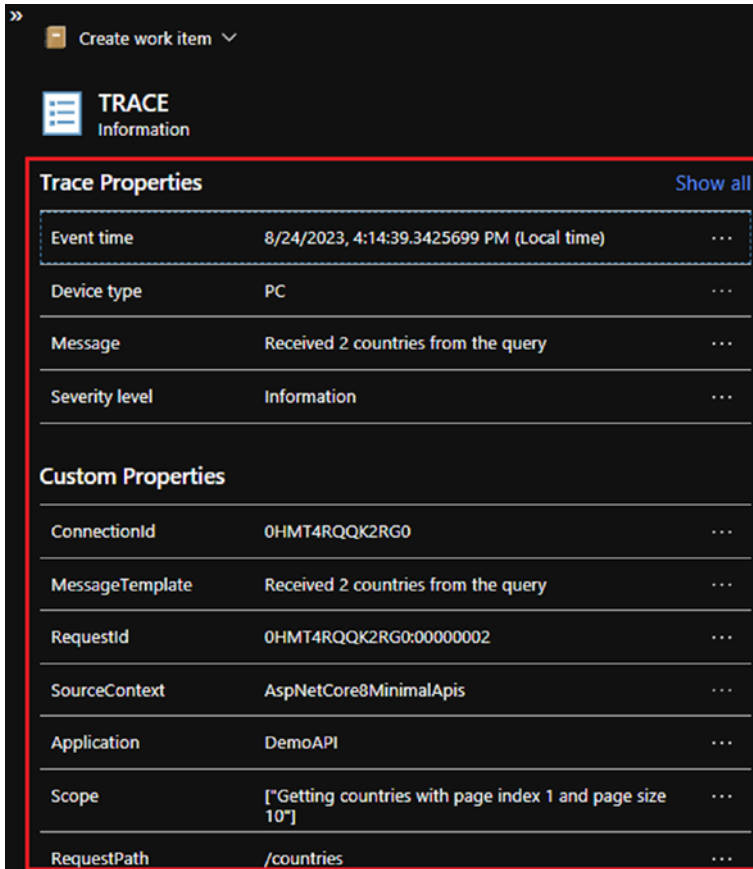 »
Create work item
TRACE
Information
Trace Properties Show all
Event time 8/24/2023, 4:14:39.3425699 PM (Local time) ...
Device type PC ...
Message Received 2 countries from the query ...
Severity level Information ...
Custom Properties
ConnectionId 0HMT4RQQK2RG0 ...
MessageTemplate Received 2 countries from the query ...
RequestId 0HMT4RQQK2RG0:00000002 ...
SourceContext AspNetCore8MinimalApis ...
Application DemoAPI ...
Scope ["Getting countries with page index 1 and page size ...
10"]
RequestPath /countries ...